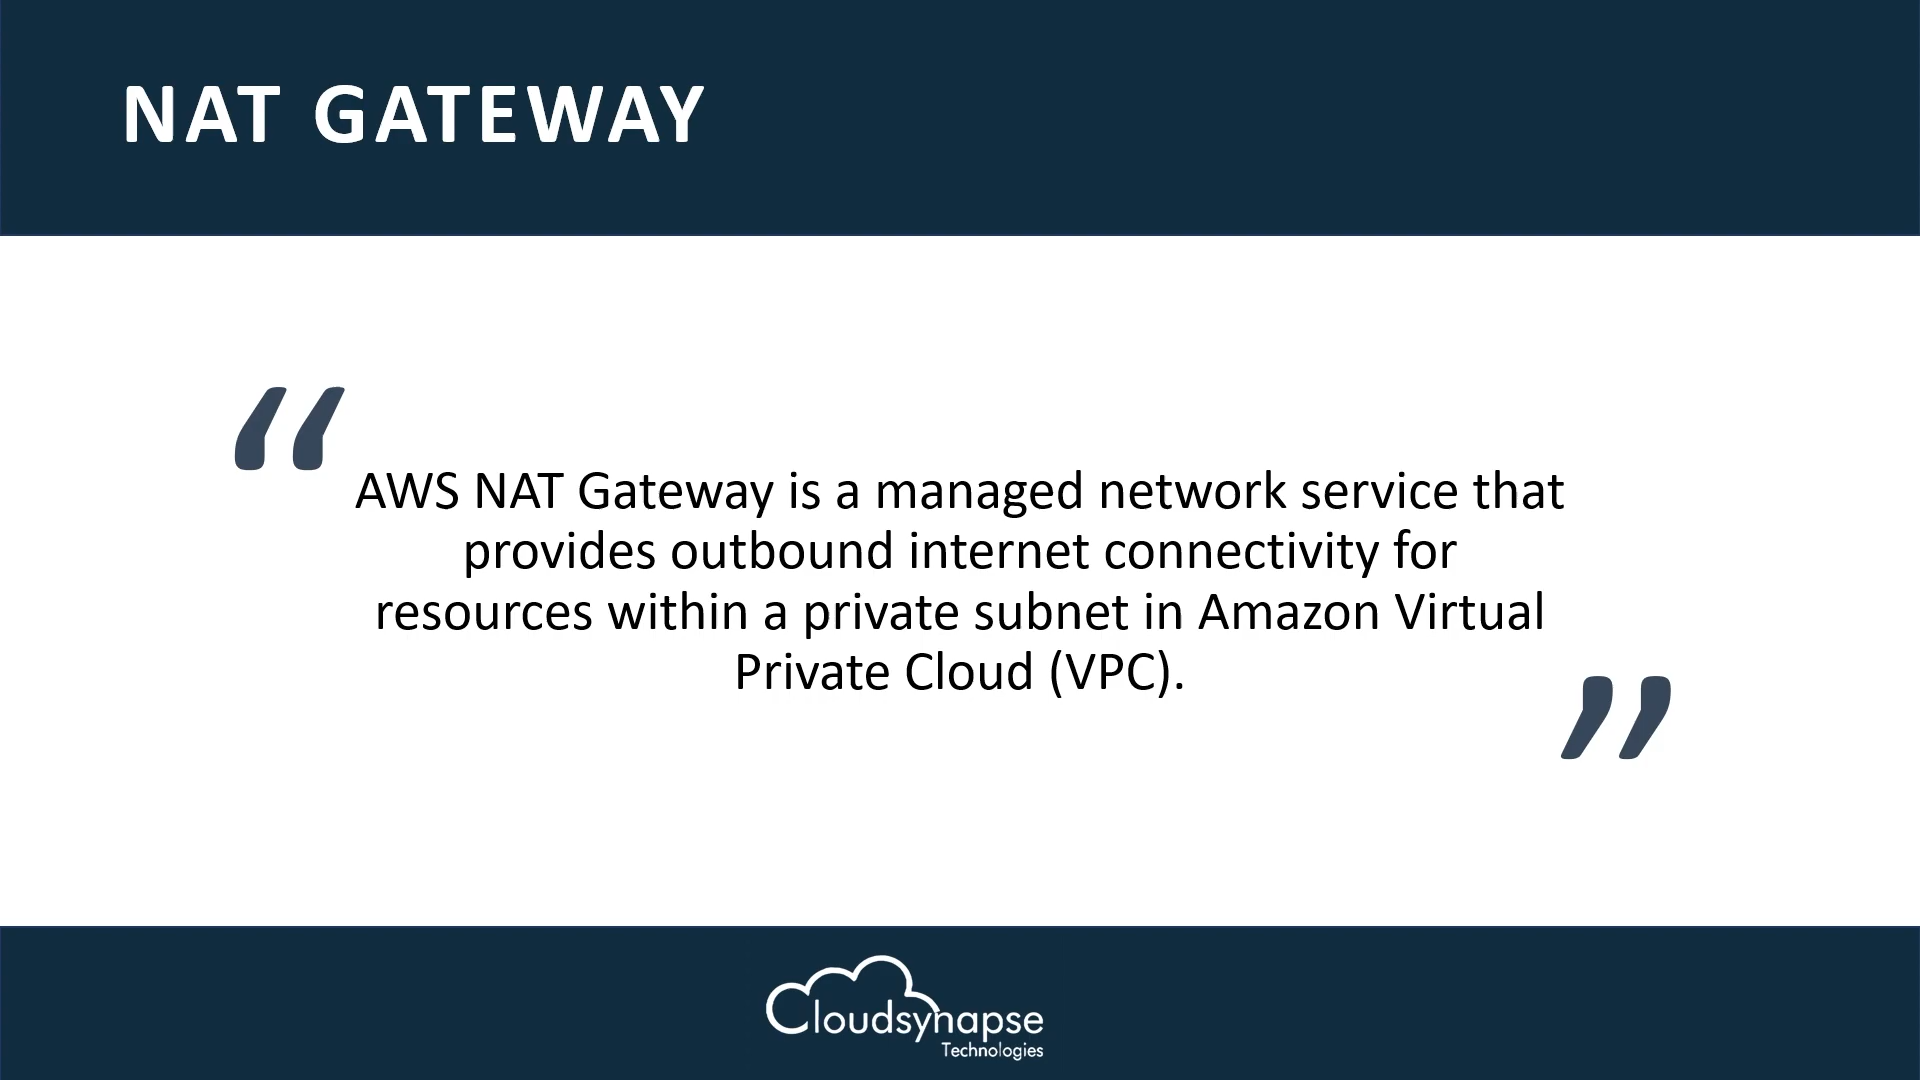 NAT GATEWAY
“
AWS NAT Gateway is a managed network service that
provides outbound internet connectivity for
resources within a private subnet in Amazon Virtual
Private Cloud (VPC).
”
Cloudsynapse
Technologies